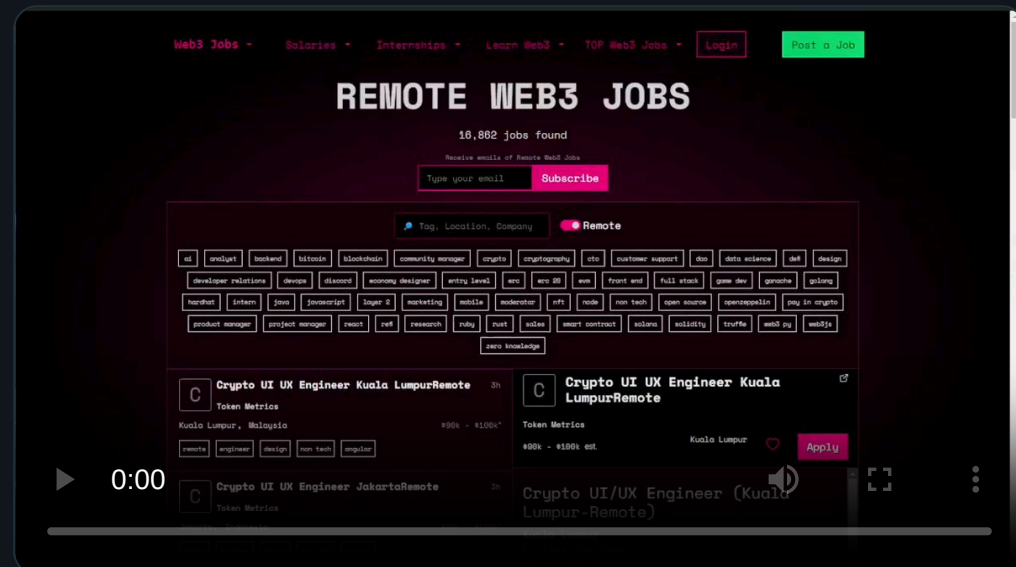 Web3 Jobs Salaries Internships Learn Web3 TOP Web3 Jobs Login Post a Job
REMOTE WEB3 JOBS
16,862 jobs found
Receive emails of Remote Web3 Jobs
Type your email Subscribe
Tag, Location, Company Remote
ai analyst backend bitcoin blockchain community manager crypto cryptography cto customer support dao data science defi design
developer relations devops discord economy designer entry level erc erc 20 evm front end full stack game dev ganache golang
hardhat intern java javascript layer 2 marketing mobile moderator nft node non tech open source openzeppelin pay in crypto
product manager project manager react refi research ruby rust sales smart contract solana solidity truffle web3 py web3js
zero knowledge
C Crypto UI UX Engineer Kuala LumpurRemote 3h
Token Metrics
Kuala Lumpur, Malaysia $90k - $100k*
remote engineer design non tech angular
C Crypto UI UX Engineer JakartaRemote 3h
Token Metrics
C Crypto UI UX Engineer Kuala
LumpurRemote
Token Metrics
$90k - $100k est. Kuala Lumpur Apply
Crypto UI/UX Engineer (Kuala
Lumpur-Remote)
0:00